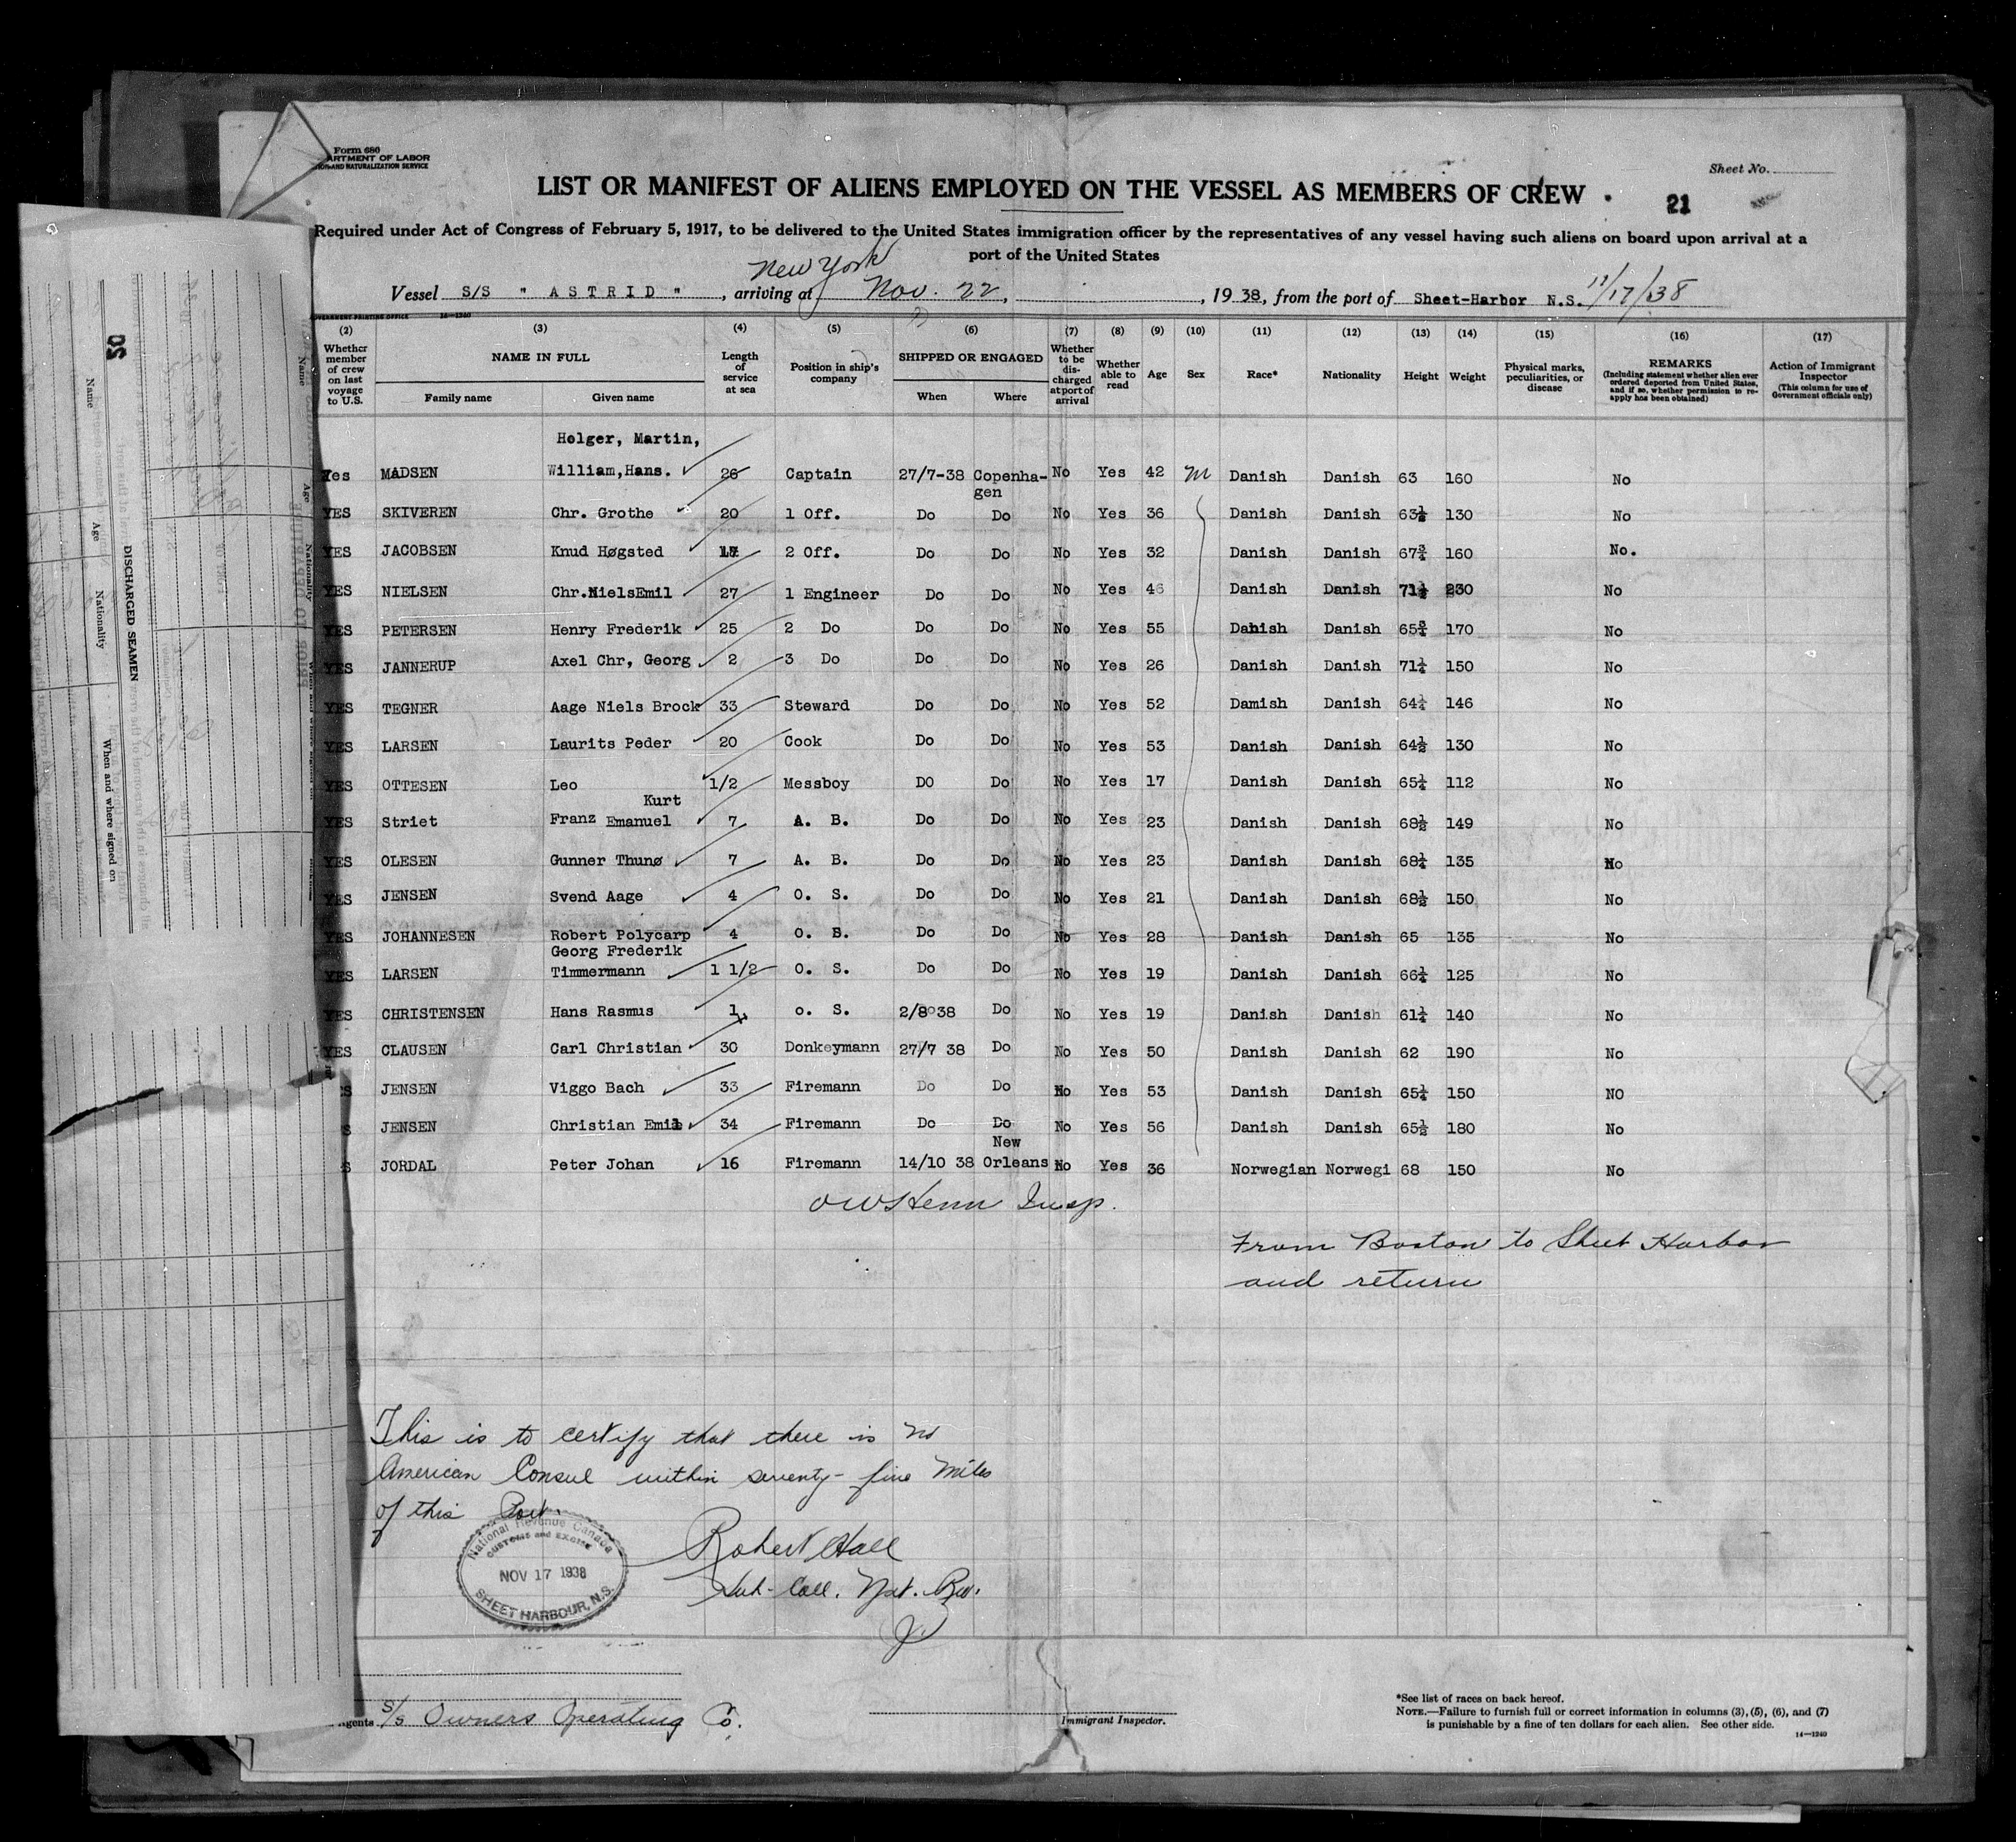 Form 680
ARTMENT OF LABOR
ION AND NATURALIZATION SERVICE
Sheet No.
LIST OR MANIFEST OF ALIENS EMPLOYED ON THE VESSEL AS MEMBERS OF CREW
21
Required under Act of Congress of February 5, 1917, to be delivered to the United States immigration officer by the representatives of any vessel having such aliens on board upon arrival at a
port of the United States
New York
Vessel S/S " ASTRID ", arriving at Nov. 22, , 1938, from the port of Sheet-Harbor N.S. 11/17/38
GOVERNMENT PRINTING OFFICE 14-1240
(2) (3) (4) (5) (6) (7) (8) (9) (10) (11) (12) (13) (14) (15) (16) (17)
Whether member of crew on last voyage to U.S. NAME IN FULL Family name Given name Length of service at sea Position in ship's company SHIPPED OR ENGAGED When Where Whether to be discharged at port of arrival Whether able to read Age Sex Race* Nationality Height Weight Physical marks, peculiarities, or disease REMARKS (Including statement whether alien ever ordered deported from United States, and if so, whether permission to reapply has been obtained) Action of Immigrant Inspector (This column for use of Government officials only)
Holger, Martin,
Yes MADSEN William,Hans. 26 Captain 27/7-38 Copenha-gen No Yes 42 M Danish Danish 63 160 No
YES SKIVEREN Chr. Grothe 20 1 Off. Do Do No Yes 36 Danish Danish 63½ 130 No
YES JACOBSEN Knud Høgsted Do 2 Off. Do No Yes 32 Danish Danish 67¾ 160 No.
YES NIELSEN Chr.NielsEmil 27 1 Engineer Do Do No Yes 46 Danish Danish 71½ 230 No
YES PETERSEN Henry Frederik 25 2 Do Do Do No Yes 55 Danish Danish 65¾ 170 No
YES JANNERUP Axel Chr, Georg 2 3 Do Do Do No Yes 26 Danish Danish 71¼ 150 No
YES TEGNER Aage Niels Brock 33 Steward Do Do No Yes 52 Damish Danish 64¼ 146 No
YES LARSEN Laurits Peder 20 Cook Do Do No Yes 53 Danish Danish 64½ 130 No
YES OTTESEN Leo 1/2 Messboy DO Do No Yes 17 Danish Danish 65¼ 112 No
Kurt
YES Striet Franz Emanuel 7 A. B. Do Do No Yes 23 Danish Danish 68½ 149 No
YES OLESEN Gunner Thunø 7 A. B. Do Do No Yes 23 Danish Danish 68¼ 135 No
YES JENSEN Svend Aage 4 O. S. Do Do No Yes 21 Danish Danish 68½ 150 No
YES JOHANNESEN Robert Polycarp 4 O. B. Do Do No Yes 28 Danish Danish 65 135 No
Georg Frederik
YES LARSEN Timmermann 1 1/2 O. S. Do Do No Yes 19 Danish Danish 66¼ 125 No
YES CHRISTENSEN Hans Rasmus 1 o. S. 2/8 38 Do No Yes 19 Danish Danish 61¼ 140 No
YES CLAUSEN Carl Christian 30 Donkeymann 27/7 38 Do No Yes 50 Danish Danish 62 190 No
S JENSEN Viggo Bach 33 Firemann Do Do No Yes 53 Danish Danish 65¼ 150 NO
S JENSEN Christian Emil 34 Firemann Do Do No Yes 56 Danish Danish 65½ 180 No
New
S JORDAL Peter Johan 16 Firemann 14/10 38 Orleans No Yes 36 Norwegian Norwegi 68 150 No
OWHenn Insp.
From Boston to Sheet Harbor
and return
This is to certify that there is no
American Consul within seventy-five miles
of this Port.
National Revenue Canada
CUSTOMS and EXCISE
NOV 17 1938
SHEET HARBOUR, N.S.
Robert Hall
Sub-Coll. Nat. Rev.
gents S/S Owners Operating Co.
Immigrant Inspector.
*See list of races on back hereof.
NOTE.—Failure to furnish full or correct information in columns (3), (5), (6), and (7)
is punishable by a fine of ten dollars for each alien. See other side.
14—1240
50
DISCHARGED SEAMEN
Name Age Nationality When and where signed on